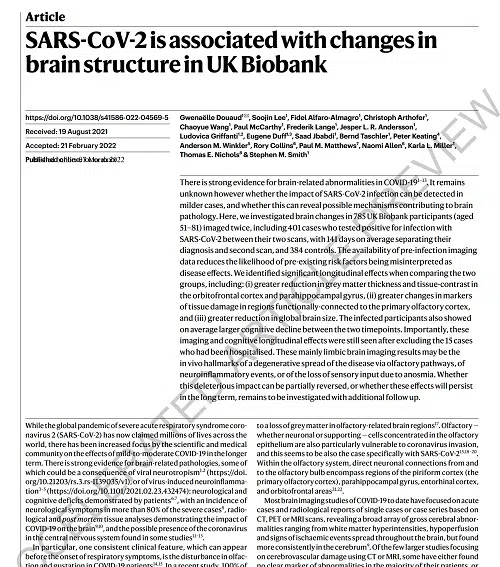 Article
SARS-CoV-2 is associated with changes in
brain structure in UK Biobank
https://doi.org/10.1038/s41586-022-04569-5
Received: 19 August 2021
Accepted: 21 February 2022
Gwenaëlle Douaud, Soojin Lee, Fidel Alfaro-Almagro, Christoph Arthofer,
Chaoyue Wang, Paul McCarthy, Frederik Lange, Jesper L. R. Andersson,
Ludovica Griffanti, Eugene Duff, Saad Jbabdi, Bernd Taschler, Peter Keating,
Anderson M. Winkler, Rory Collins, Paul M. Matthews, Naomi Allen, Karla L. Miller,
Thomas E. Nichols & Stephen M. Smith
There is strong evidence for brain-related abnormalities in COVID-19. It remains
unknown however whether the impact of SARS-CoV-2 infection can be detected in
milder cases, and whether this can reveal possible mechanisms contributing to brain
pathology. Here, we investigated brain changes in 785 UK Biobank participants (aged
51–81) imaged twice, including 401 cases who tested positive for infection with
SARS-CoV-2 between their two scans, with 141 days on average separating their
diagnosis and second scan, and 384 controls. The availability of pre-infection imaging
data reduces the likelihood of pre-existing risk factors being misinterpreted as
disease effects. We identified significant longitudinal effects when comparing the two
groups, including: (i) greater reduction in grey matter thickness and tissue-contrast in
the orbitofrontal cortex and parahippocampal gyrus, (ii) greater changes in markers
of tissue damage in regions functionally-connected to the primary olfactory cortex,
and (iii) greater reduction in global brain size. The infected participants also showed
on average larger cognitive decline between the two timepoints. Importantly, these
imaging and cognitive longitudinal effects were still seen after excluding the 15 cases
who had been hospitalised. These mainly limbic brain imaging results may be the
in vivo hallmarks of a degenerative spread of the disease via olfactory pathways, of
neuroinflammatory events, or of the loss of sensory input due to anosmia. Whether
this deleterious impact can be partially reversed, or whether these effects will persist
in the long term, remains to be investigated with additional follow up.
While the global pandemic of severe acute respiratory syndrome coro-
navirus 2 (SARS-CoV-2) has now claimed millions of lives across the
world, there has been increased focus by the scientific and medical
community on the effects of mild-to-moderate COVID-19 in the longer
term. There is strong evidence for brain-related pathologies, some of
which could be a consequence of viral neurotropism (https://doi.
org/10.21203/rs.3.rs-1139035/v1) or of virus-induced neuroinflamma-
tion (https://doi.org/10.1101/2021.02.23.432474): neurological and
cognitive deficits demonstrated by patients, with an incidence of
neurological symptoms in more than 80% of the severe cases, radio-
logical and post mortem tissue analyses demonstrating the impact of
COVID-19 on the brain, and the possible presence of the coronavirus
in the central nervous system found in some studies
In particular, one consistent clinical feature, which can appear
before the onset of respiratory symptoms, is the disturbance in olfac-
tion and gustation in COVID-19 patients. In a recent study, 100% of
to a loss of grey matter in olfactory-related brain regions. Olfactory –
whether neuronal or supporting – cells concentrated in the olfactory
epithelium are also particularly vulnerable to coronavirus invasion,
and this seems to be also the case specifically with SARS-CoV-2.
Within the olfactory system, direct neuronal connections from and
to the olfactory bulb encompass regions of the piriform cortex (the
primary olfactory cortex), parahippocampal gyrus, entorhinal cortex,
and orbitofrontal areas.
Most brain imaging studies of COVID-19 to date have focused on acute
cases and radiological reports of single cases or case series based on
CT, PET or MRI scans, revealing a broad array of gross cerebral abnor-
malities ranging from white matter hyperintensities, hypoperfusion
and signs of ischaemic events spread throughout the brain, but found
more consistently in the cerebrum. Of the few larger studies focusing
on cerebrovascular damage using CT or MRI, some have either found
no clear marker of abnormalities in the majority of their patients, or
ACCELERATED ARTICLE PREVIEW